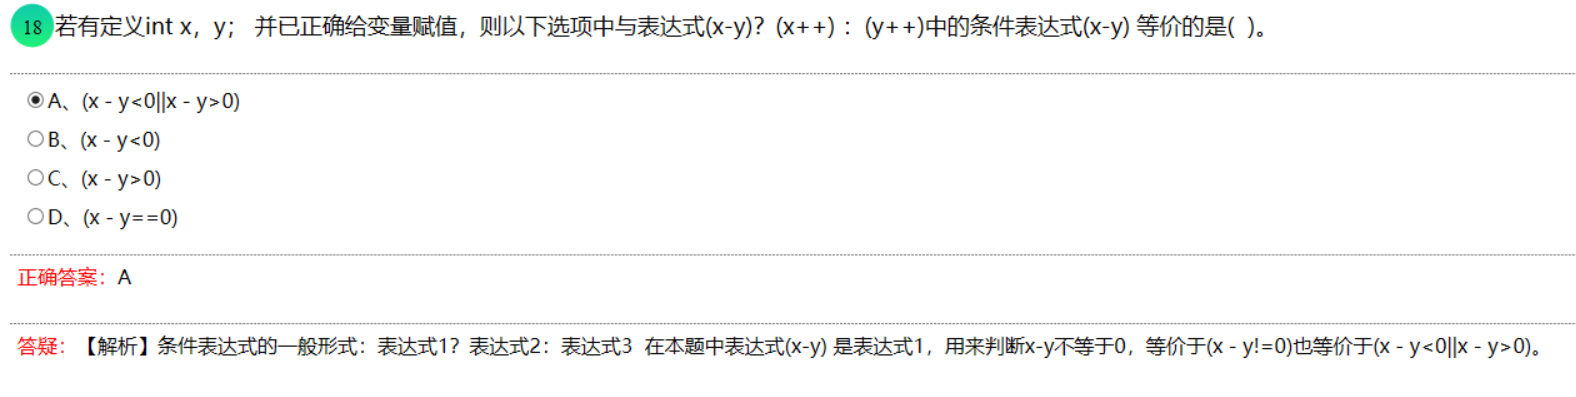 18 若有定义int x，y； 并已正确给变量赋值，则以下选项中与表达式(x-y)？(x++)：(y++)中的条件表达式(x-y) 等价的是( )。
A、(x - y<0||x - y>0)
B、(x - y<0)
C、(x - y>0)
D、(x - y==0)
正确答案：A
答疑：【解析】条件表达式的一般形式：表达式1？表达式2：表达式3 在本题中表达式(x-y) 是表达式1，用来判断x-y不等于0，等价于(x - y!=0)也等价于(x - y<0||x - y>0)。